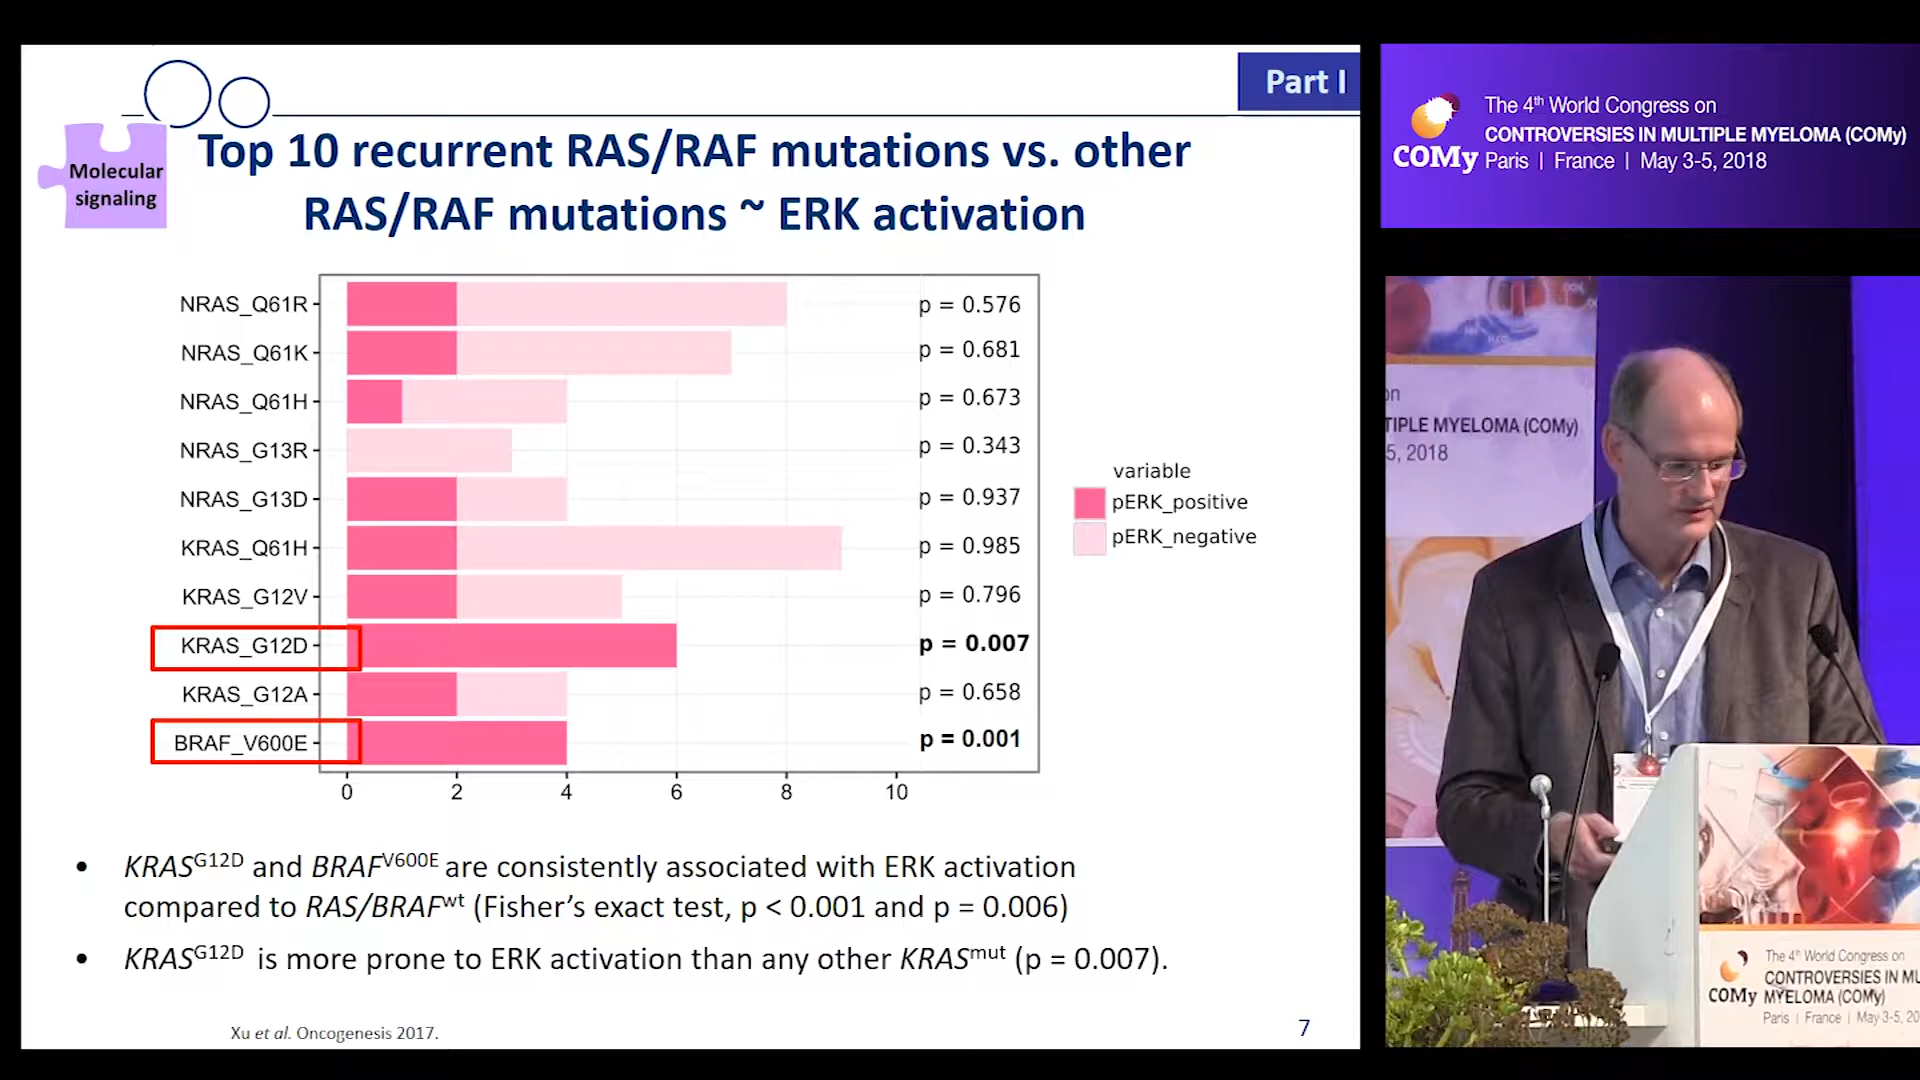 Part I
Molecular
signaling
Top 10 recurrent RAS/RAF mutations vs. other
RAS/RAF mutations ~ ERK activation
NRAS_Q61R
p = 0.576
NRAS_Q61K
p = 0.681
NRAS_Q61H
p = 0.673
NRAS_G13R
p = 0.343
NRAS_G13D
p = 0.937
KRAS_Q61H
p = 0.985
KRAS_G12V
p = 0.796
KRAS_G12D
p = 0.007
KRAS_G12A
p = 0.658
BRAF_V600E
p = 0.001
0 2 4 6 8 10
variable
pERK_positive
pERK_negative
• KRASG12D and BRAFV600E are consistently associated with ERK activation
compared to RAS/BRAFwt (Fisher’s exact test, p < 0.001 and p = 0.006)
• KRASG12D is more prone to ERK activation than any other KRASmut (p = 0.007).
Xu et al. Oncogenesis 2017.
7
COMy
The 4th World Congress on
CONTROVERSIES IN MULTIPLE MYELOMA (COMy)
Paris | France | May 3-5, 2018
on
TIPLE MYELOMA (COMy)
5, 2018
COMy
The 4th World Congress on
CONTROVERSIES IN MU
MYELOMA (COMy)
Paris | France | May 3-5, 20